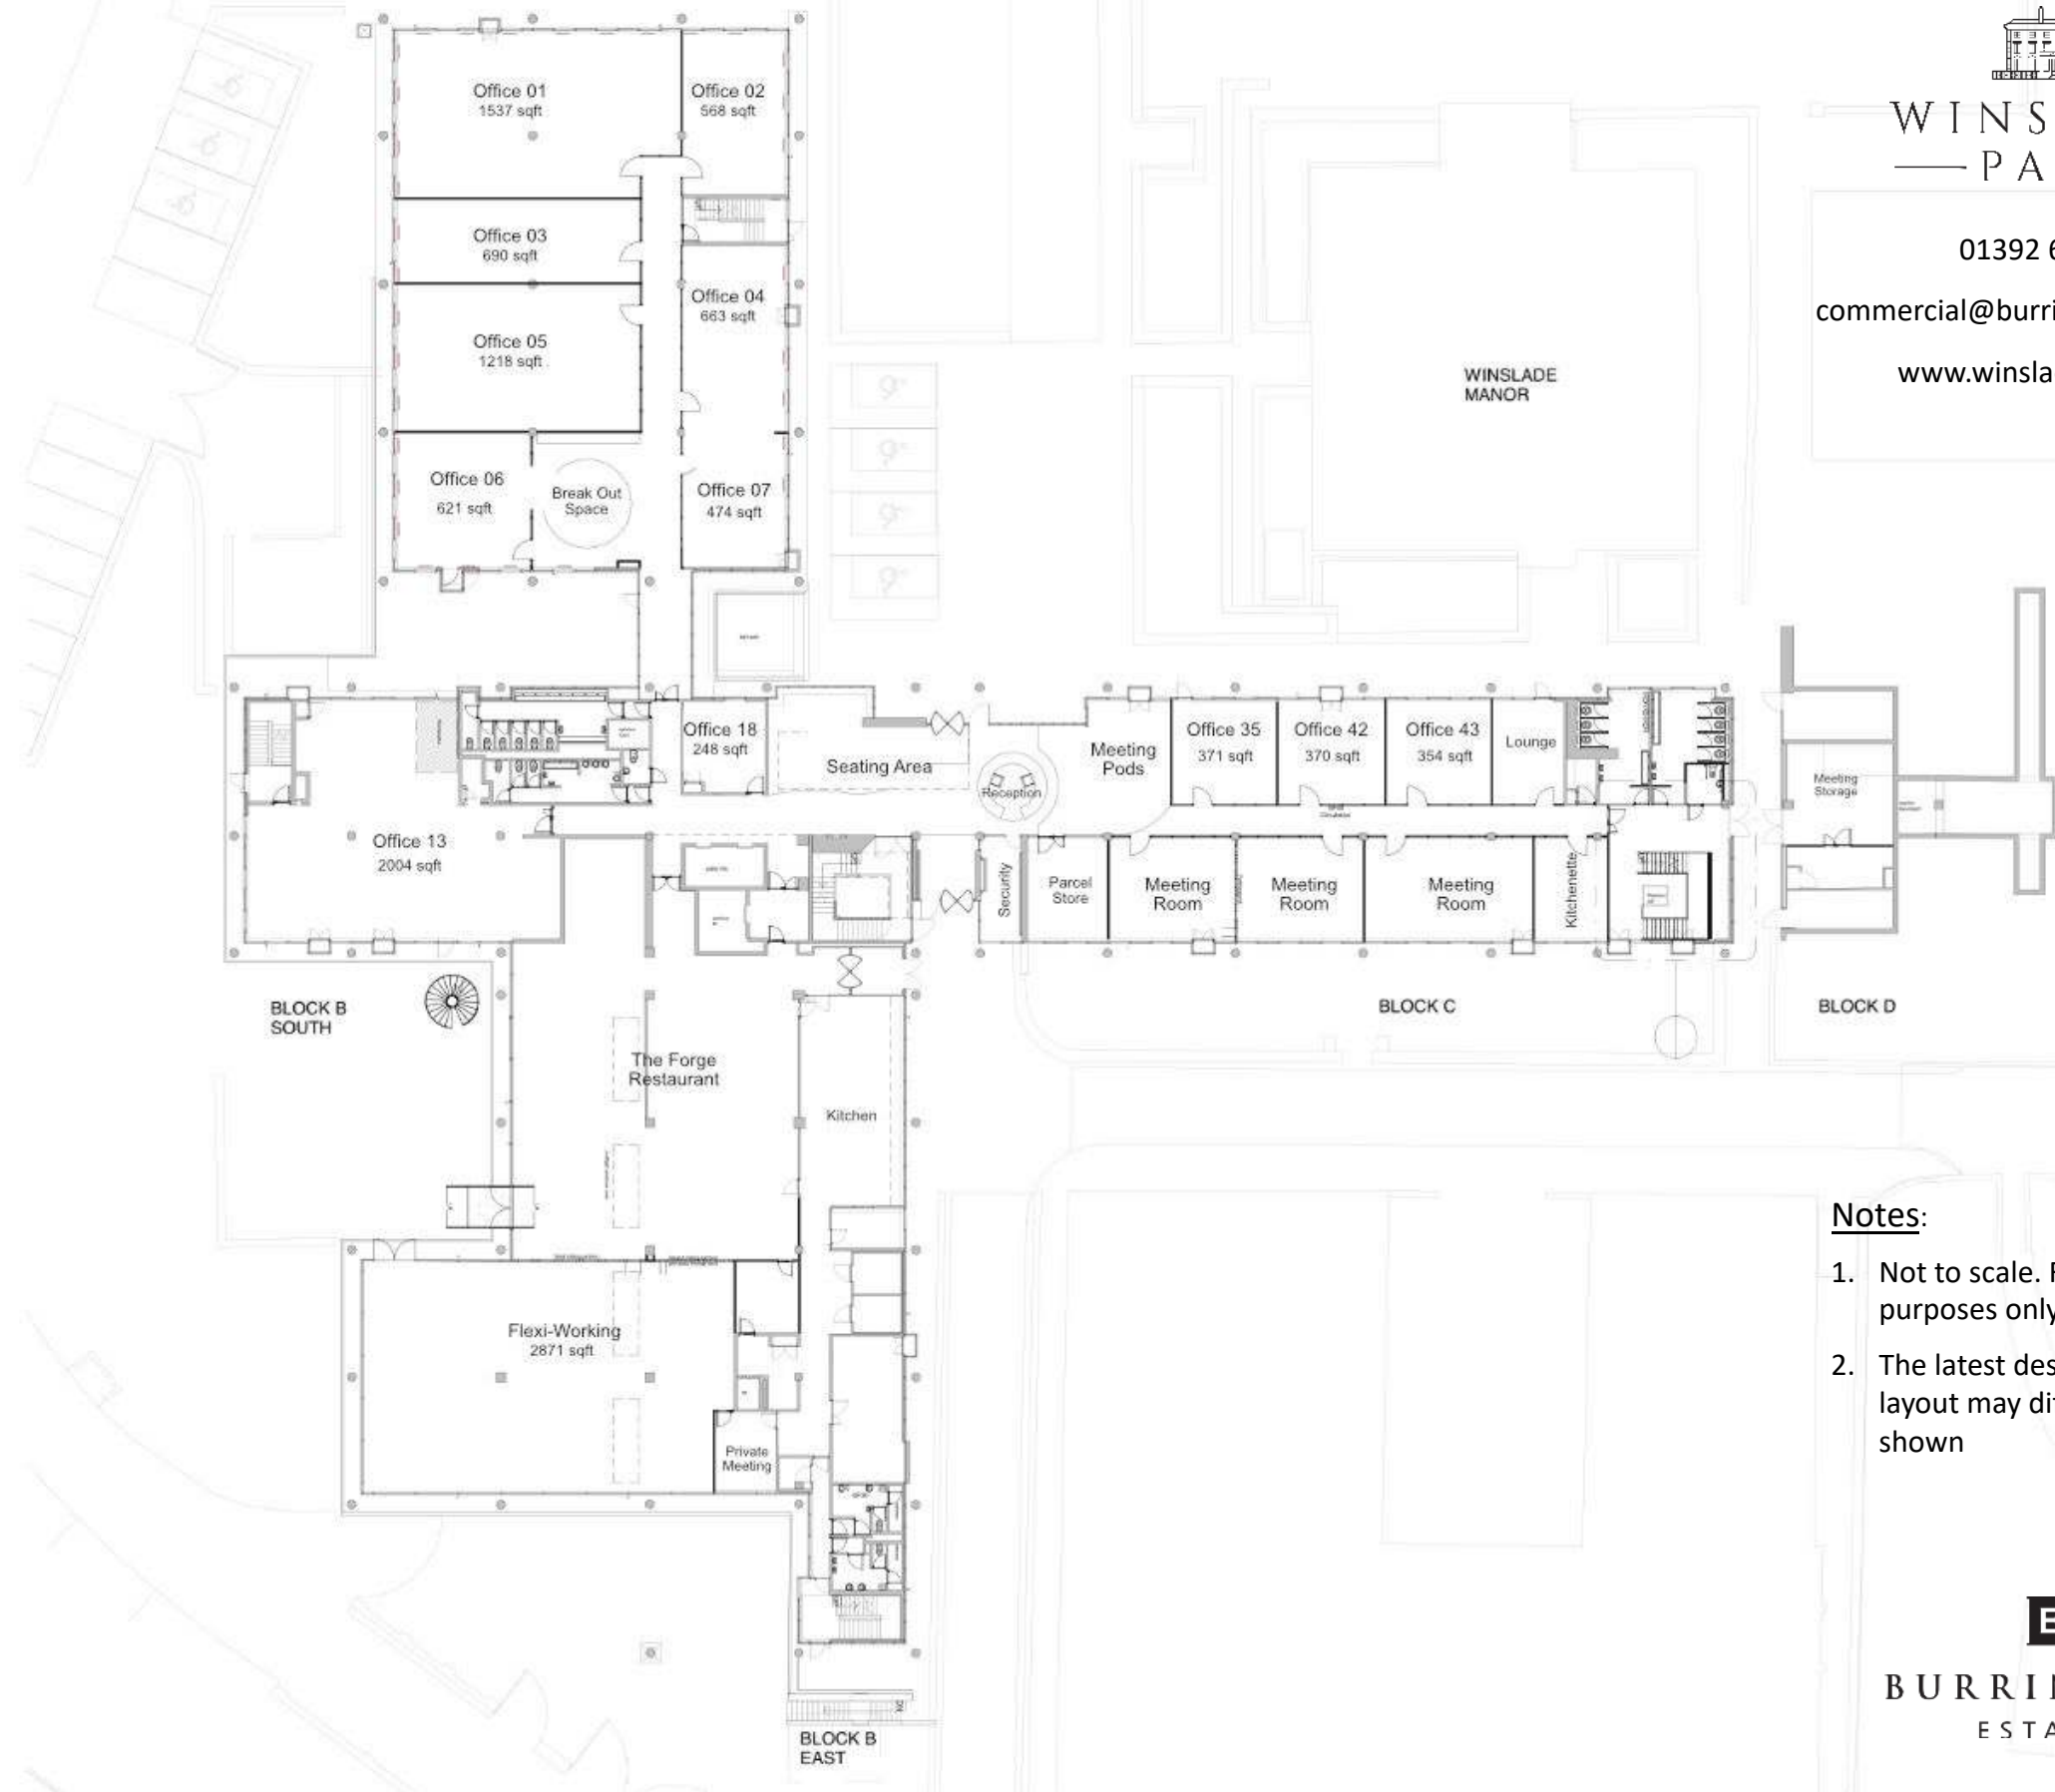 Office 01
1537 sqft
Office 02
568 sqft
Office 03
690 sqft
Office 04
663 sqft
Office 05
1218 sqft
Office 06
621 sqft
Break Out
Space
Office 07
474 sqft
WINSLADE
MANOR
WINS
PA
01392 6
commercial@burri
www.winsla
Office 18
248 sqft
Seating Area
Reception
Meeting
Pods
Office 35
371 sqft
Office 42
370 sqft
Office 43
354 sqft
Lounge
Meeting
Storage
Office 13
2004 sqft
Circulation
Security
Parcel
Store
Meeting
Room
Meeting
Room
Meeting
Room
Kitchenette
BLOCK B
SOUTH
BLOCK C
BLOCK D
The Forge
Restaurant
Kitchen
Flexi-Working
2871 sqft
Private
Meeting
BLOCK B
EAST
Notes:
1. Not to scale.
purposes only
2. The latest des
layout may di
shown
BURRI
ESTA